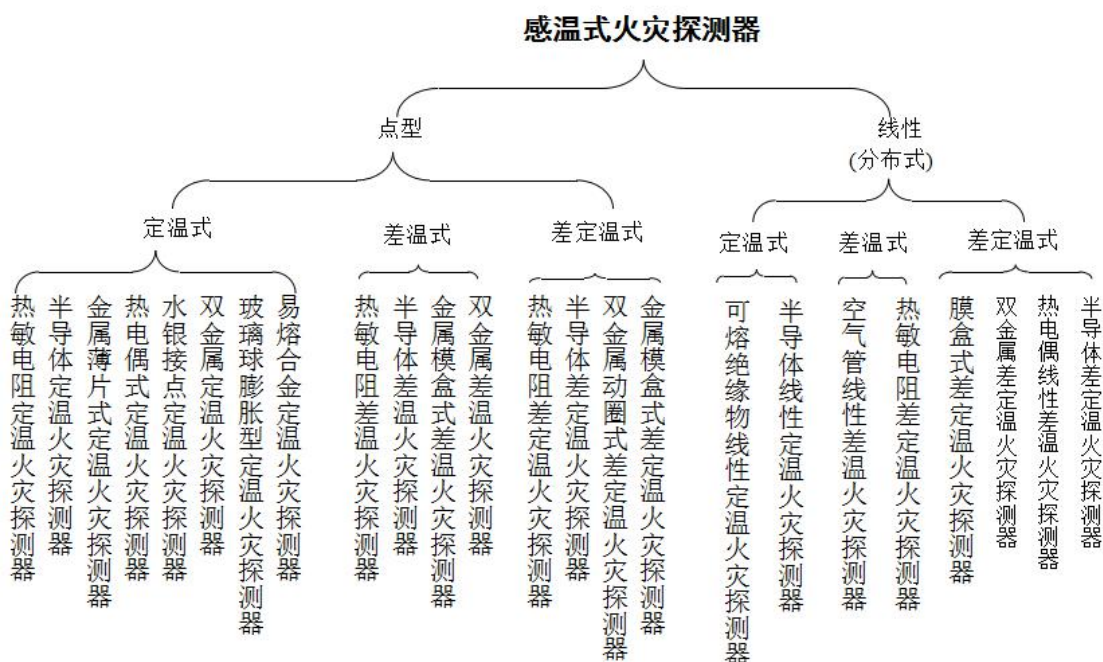 感温式火灾探测器
点型
线性
(分布式)
定温式
差温式
差定温式
定温式
差温式
差定温式
热敏电阻定温火灾探测器
半导体定温火灾探测器
金属薄片式定温火灾探测器
热电偶式定温火灾探测器
水银接点定温火灾探测器
双金属定温火灾探测器
玻璃球膨胀型定温火灾探测器
易熔合金定温火灾探测器
热敏电阻差温火灾探测器
半导体差温火灾探测器
金属模盒式差温火灾探测器
双金属差温火灾探测器
热敏电阻差定温火灾探测器
半导体差定温火灾探测器
双金属动圈式差定温火灾探测器
金属模盒式差定温火灾探测器
可熔绝缘物线性定温火灾探测器
半导体线性定温火灾探测器
空气管线性差温火灾探测器
热敏电阻差定温火灾探测器
膜盒式差定温火灾探测器
双金属差定温火灾探测器
热电偶线性差温火灾探测器
半导体差定温火灾探测器